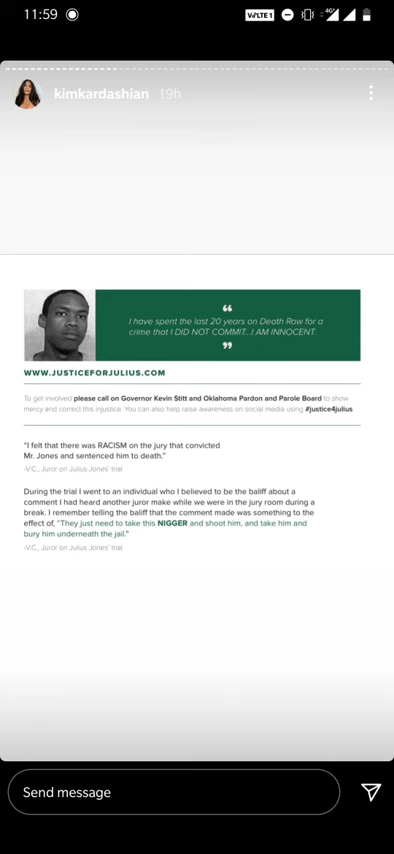 11:59
VoLTE 1
4G+
kimkardashian 19h
“
I have spent the last 20 years on Death Row for a
crime that I DID NOT COMMIT...I AM INNOCENT.
”
WWW.JUSTICEFORJULIUS.COM
To get involved please call on Governor Kevin Stitt and Oklahoma Pardon and Parole Board to show
mercy and correct this injustice. You can also help raise awareness on social media using #justice4julius
“I felt that there was RACISM on the jury that convicted
Mr. Jones and sentenced him to death.”
-V.C., Juror on Julius Jones' trial
During the trial I went to an individual who I believed to be the baliff about a
comment I had heard another juror make while we were in the jury room during a
break. I remember telling the baliff that the comment made was something to the
effect of, “They just need to take this NIGGER and shoot him, and take him and
bury him underneath the jail.”
-V.C., Juror on Julius Jones' trial
Send message